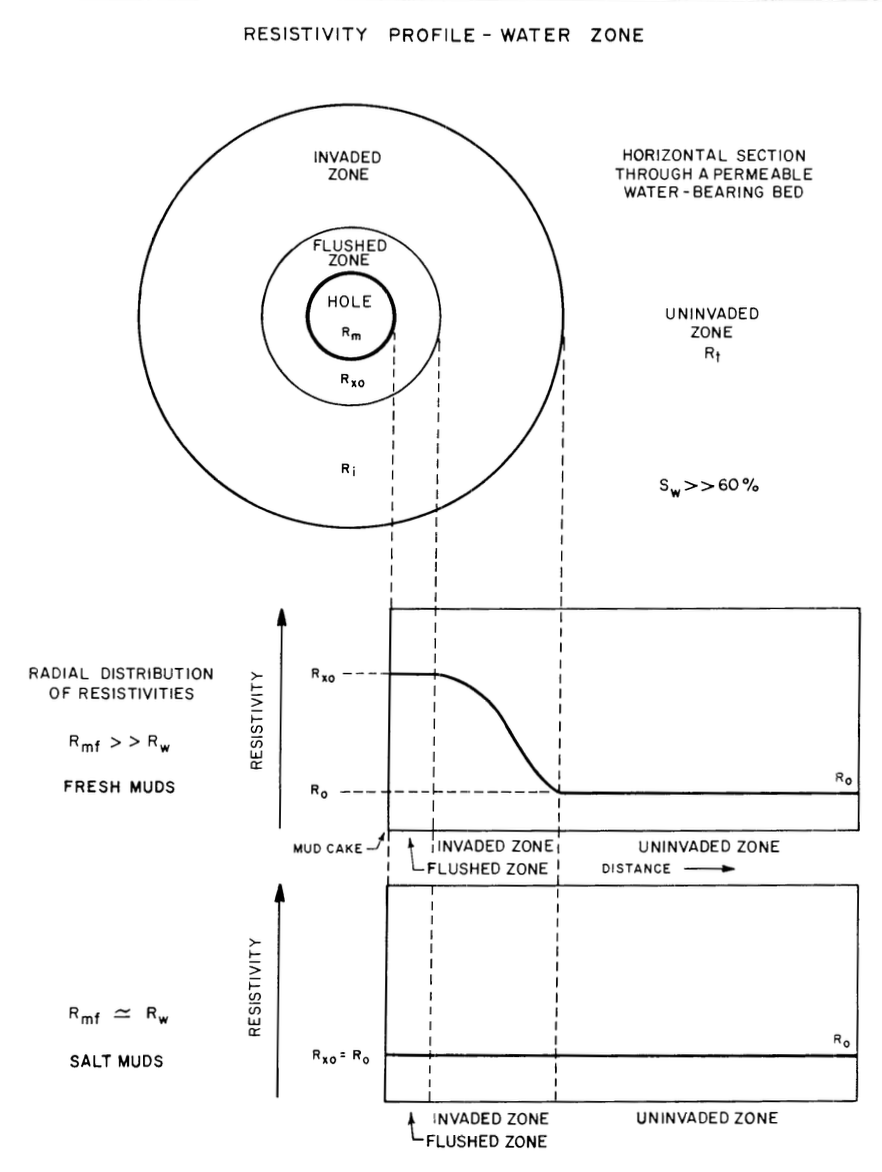 RESISTIVITY PROFILE - WATER ZONE
INVADED
ZONE
HORIZONTAL SECTION
THROUGH A PERMEABLE
WATER-BEARING BED
FLUSHED
ZONE
HOLE
Rm
Rxo
Ri
UNINVADED
ZONE
Rt
Sw>>60%
RADIAL DISTRIBUTION
OF RESISTIVITIES
Rmf >> Rw
FRESH MUDS
RESISTIVITY
Rxo
Ro
Ro
MUD CAKE
INVADED ZONE
UNINVADED ZONE
FLUSHED ZONE
DISTANCE
Rmf ≃ Rw
SALT MUDS
RESISTIVITY
Rxo = Ro
Ro
INVADED ZONE
UNINVADED ZONE
FLUSHED ZONE